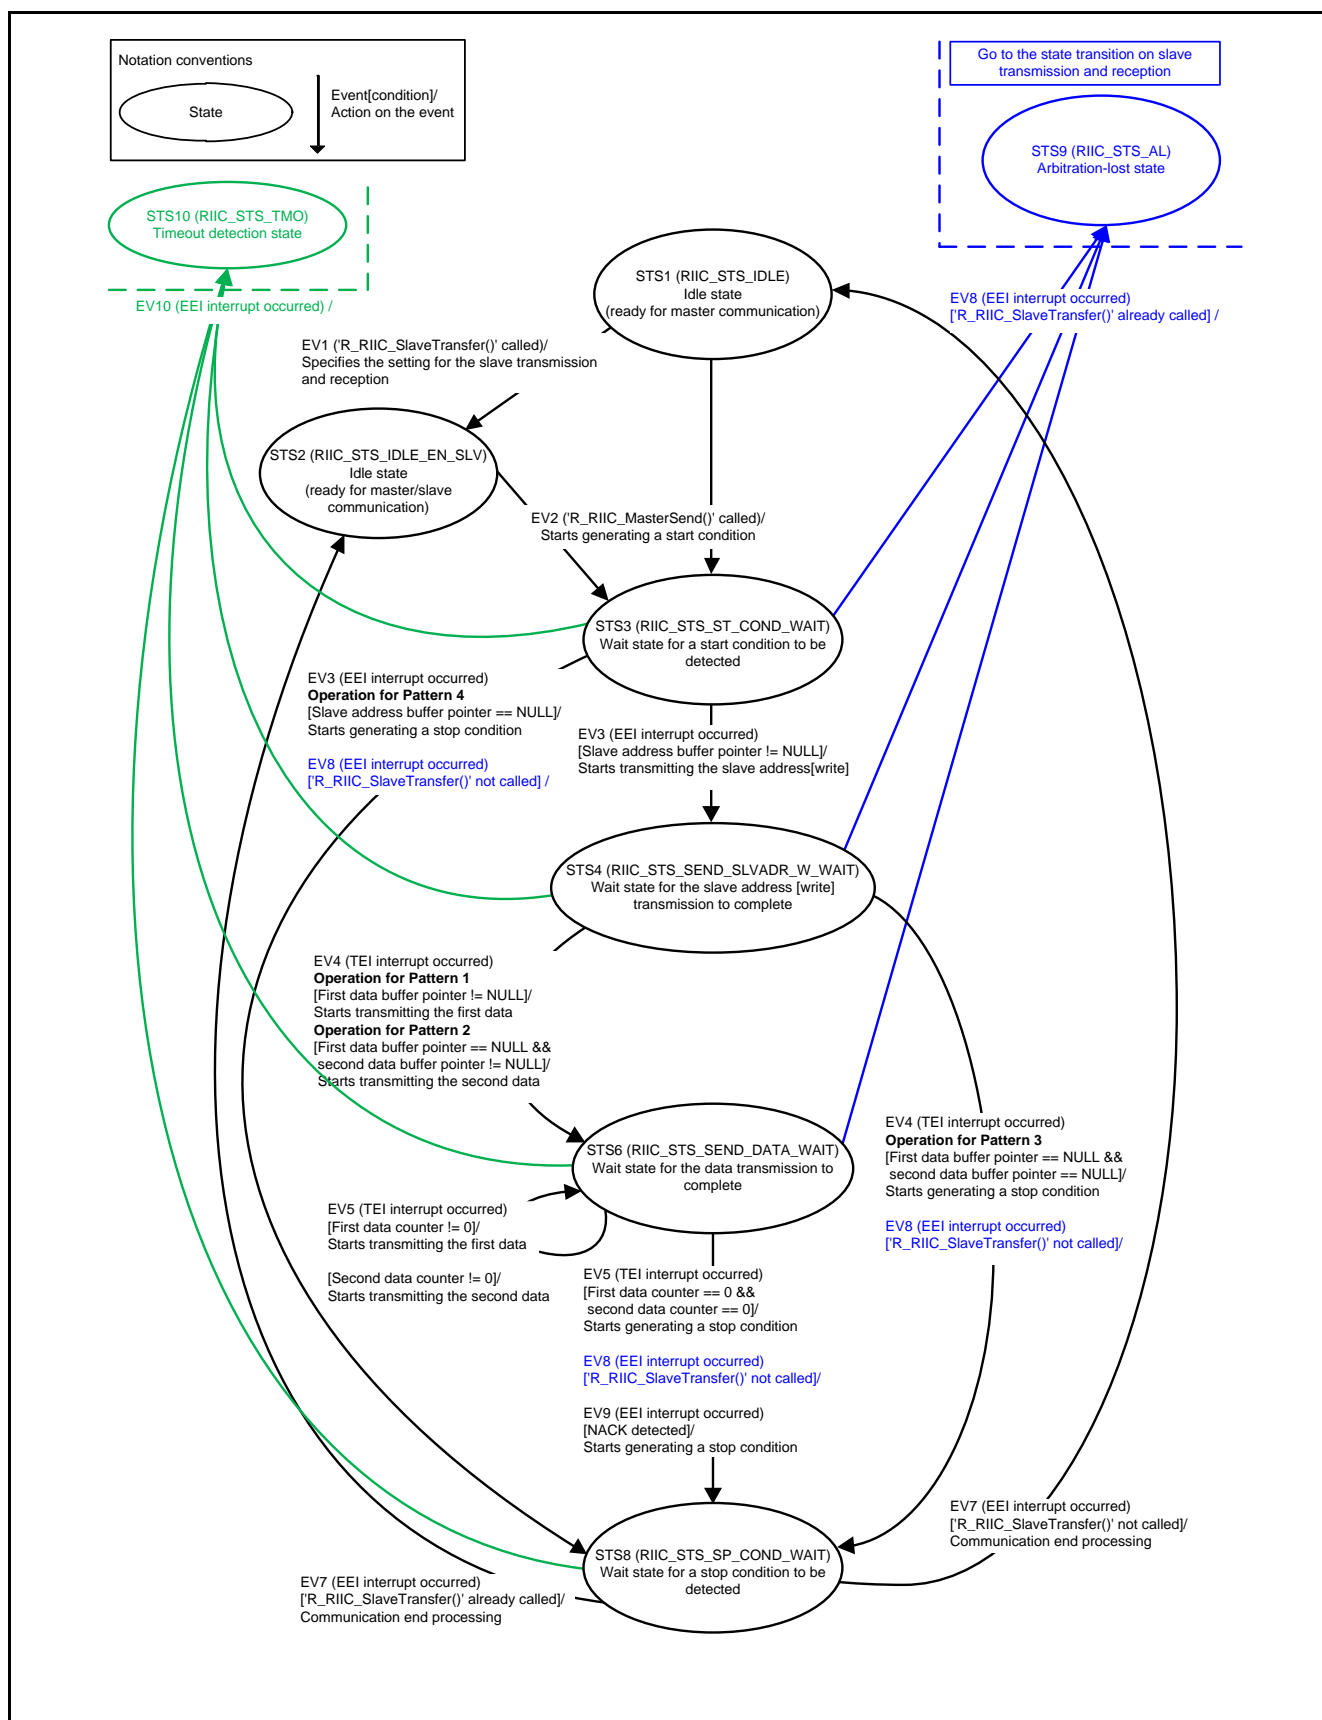 Notation conventions
State
Event[condition]/
Action on the event
Go to the state transition on slave
transmission and reception
STS9 (RIIC_STS_AL)
Arbitration-lost state
STS10 (RIIC_STS_TMO)
Timeout detection state
EV10 (EEI interrupt occurred) /
STS1 (RIIC_STS_IDLE)
Idle state
(ready for master communication)
EV8 (EEI interrupt occurred)
['R_RIIC_SlaveTransfer()' already called] /
EV1 ('R_RIIC_SlaveTransfer()' called)/
Specifies the setting for the slave transmission
and reception
STS2 (RIIC_STS_IDLE_EN_SLV)
Idle state
(ready for master/slave
communication)
EV2 ('R_RIIC_MasterSend()' called)/
Starts generating a start condition
STS3 (RIIC_STS_ST_COND_WAIT)
Wait state for a start condition to be
detected
EV3 (EEI interrupt occurred)
Operation for Pattern 4
[Slave address buffer pointer == NULL]/
Starts generating a stop condition
EV8 (EEI interrupt occurred)
['R_RIIC_SlaveTransfer()' not called] /
EV3 (EEI interrupt occurred)
[Slave address buffer pointer != NULL]/
Starts transmitting the slave address[write]
STS4 (RIIC_STS_SEND_SLVADR_W_WAIT)
Wait state for the slave address [write]
transmission to complete
EV4 (TEI interrupt occurred)
Operation for Pattern 1
[First data buffer pointer != NULL]/
Starts transmitting the first data
Operation for Pattern 2
[First data buffer pointer == NULL &&
second data buffer pointer != NULL]/
Starts transmitting the second data
EV4 (TEI interrupt occurred)
Operation for Pattern 3
[First data buffer pointer == NULL &&
second data buffer pointer == NULL]/
Starts generating a stop condition
EV8 (EEI interrupt occurred)
['R_RIIC_SlaveTransfer()' not called]/
STS6 (RIIC_STS_SEND_DATA_WAIT)
Wait state for the data transmission to
complete
EV5 (TEI interrupt occurred)
[First data counter != 0]/
Starts transmitting the first data
[Second data counter != 0]/
Starts transmitting the second data
EV5 (TEI interrupt occurred)
[First data counter == 0 &&
second data counter == 0]/
Starts generating a stop condition
EV8 (EEI interrupt occurred)
['R_RIIC_SlaveTransfer()' not called]/
EV9 (EEI interrupt occurred)
[NACK detected]/
Starts generating a stop condition
EV7 (EEI interrupt occurred)
['R_RIIC_SlaveTransfer()' not called]/
Communication end processing
STS8 (RIIC_STS_SP_COND_WAIT)
Wait state for a stop condition to be
detected
EV7 (EEI interrupt occurred)
['R_RIIC_SlaveTransfer()' already called]/
Communication end processing